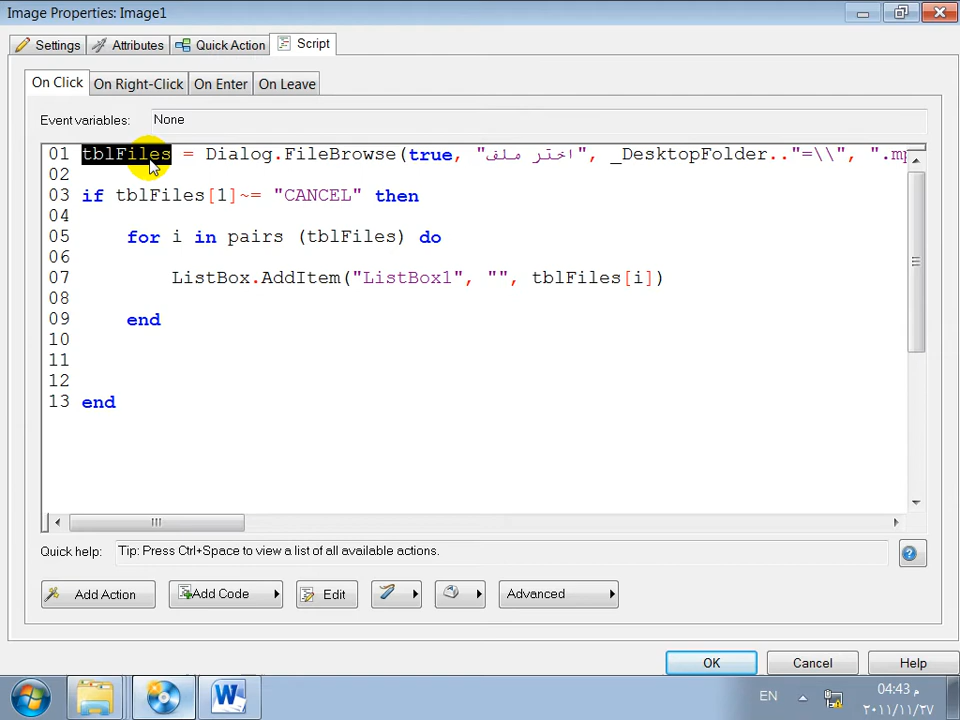 Image Properties: Image1
Settings Attributes Quick Action Script
On Click On Right-Click On Enter On Leave
Event variables: None
01 tblFiles = Dialog.FileBrowse(true, "اختر ملف", _DesktopFolder.."=\\", ".mp
02
03 if tblFiles[1]~= "CANCEL" then
04
05 for i in pairs (tblFiles) do
06
07 ListBox.AddItem("ListBox1", "", tblFiles[i])
08
09 end
10
11
12
13 end
Quick help: Tip: Press Ctrl+Space to view a list of all available actions.
Add Action Add Code Edit Advanced
OK Cancel Help
EN 04:43 م
٢٠١١/١١/٢٧